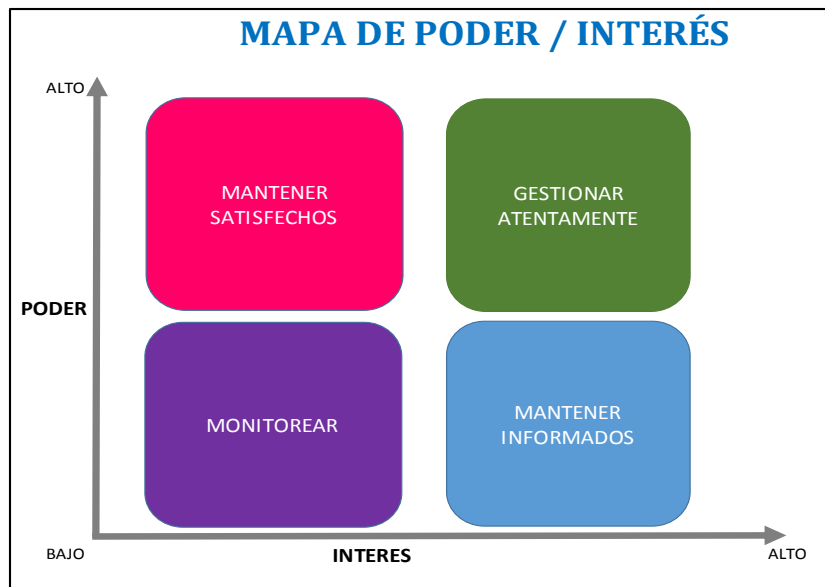 MAPA DE PODER / INTERÉS
ALTO
MANTENER
SATISFECHOS
GESTIONAR
ATENTAMENTE
PODER
MONITOREAR
MANTENER
INFORMADOS
BAJO
INTERES
ALTO